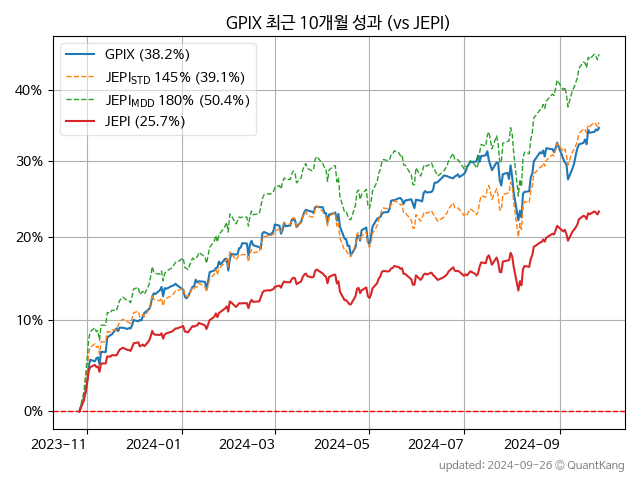 GPIX 최근 10개월 성과 (vs JEPI)
GPIX (38.2%)
JEPI_STD 145% (39.1%)
JEPI_MDD 180% (50.4%)
JEPI (25.7%)
40%
30%
20%
10%
0%
2023-11 2024-01 2024-03 2024-05 2024-07 2024-09
updated: 2024-09-26 © QuantKang